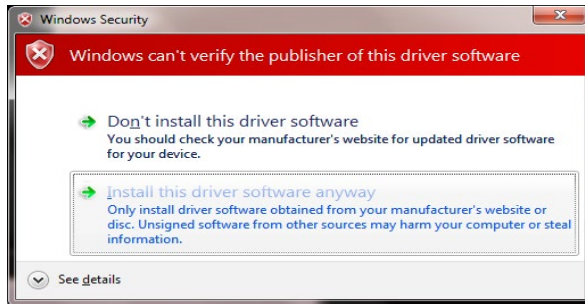 Windows Security
Windows can't verify the publisher of this driver software
Don't install this driver software
You should check your manufacturer's website for updated driver software
for your device.
Install this driver software anyway
Only install driver software obtained from your manufacturer's website or
disc. Unsigned software from other sources may harm your computer or steal
information.
See details